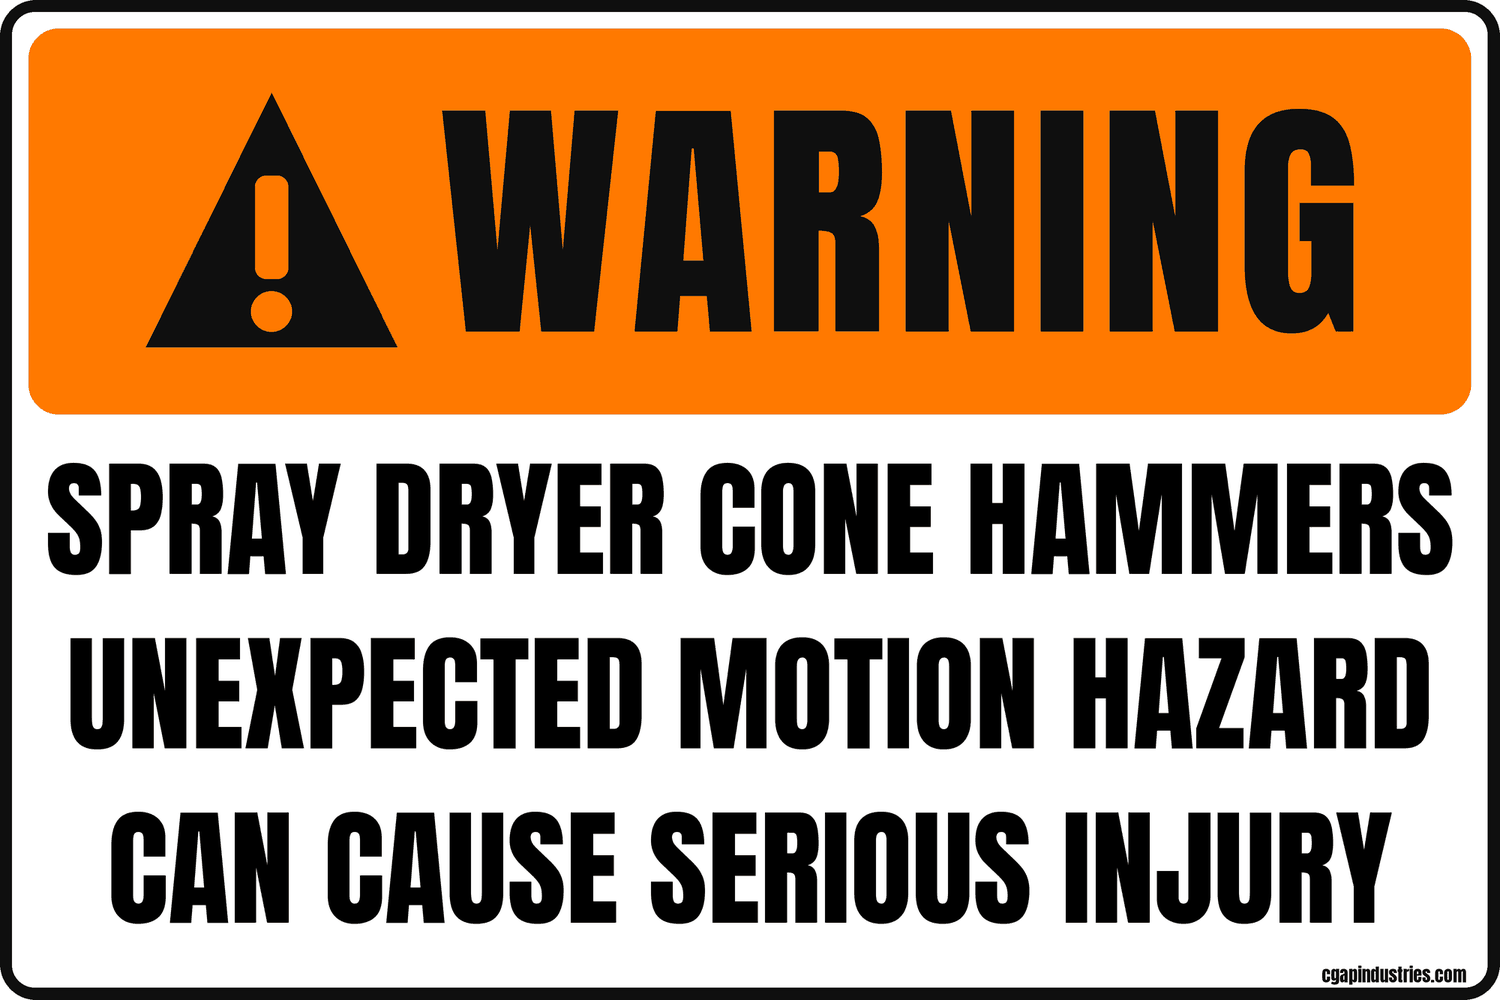 WARNING
SPRAY DRYER CONE HAMMERS
UNEXPECTED MOTION HAZARD
CAN CAUSE SERIOUS INJURY
cgapindustries.com